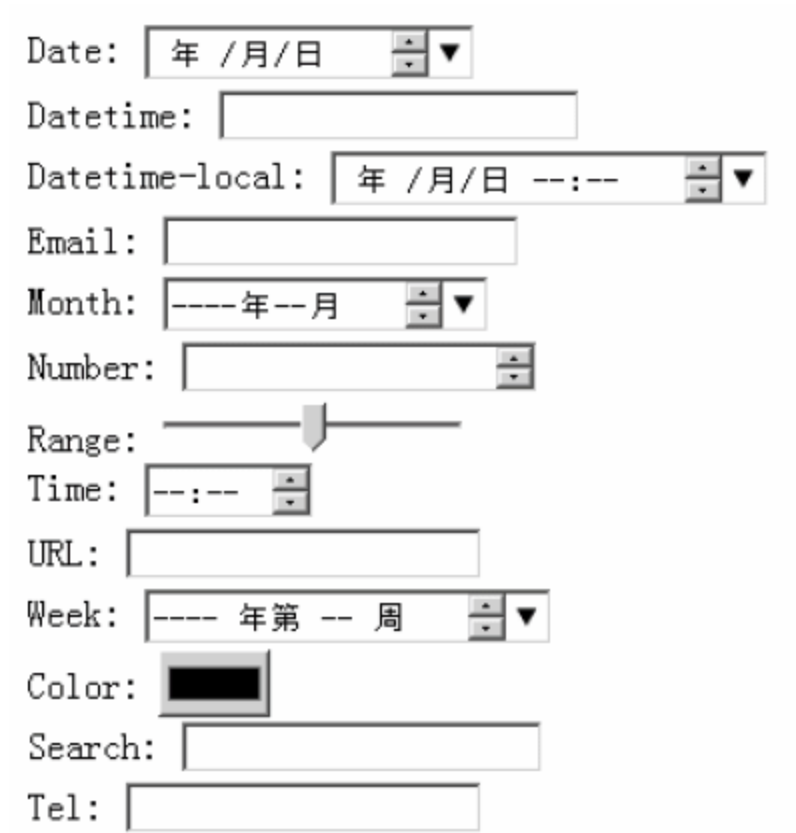 Date: 年 /月/日
Datetime:
Datetime-local: 年 /月/日 --:--
Email:
Month: ----年--月
Number:
Range:
Time: --:--
URL:
Week: ---- 年第 -- 周
Color:
Search:
Tel: